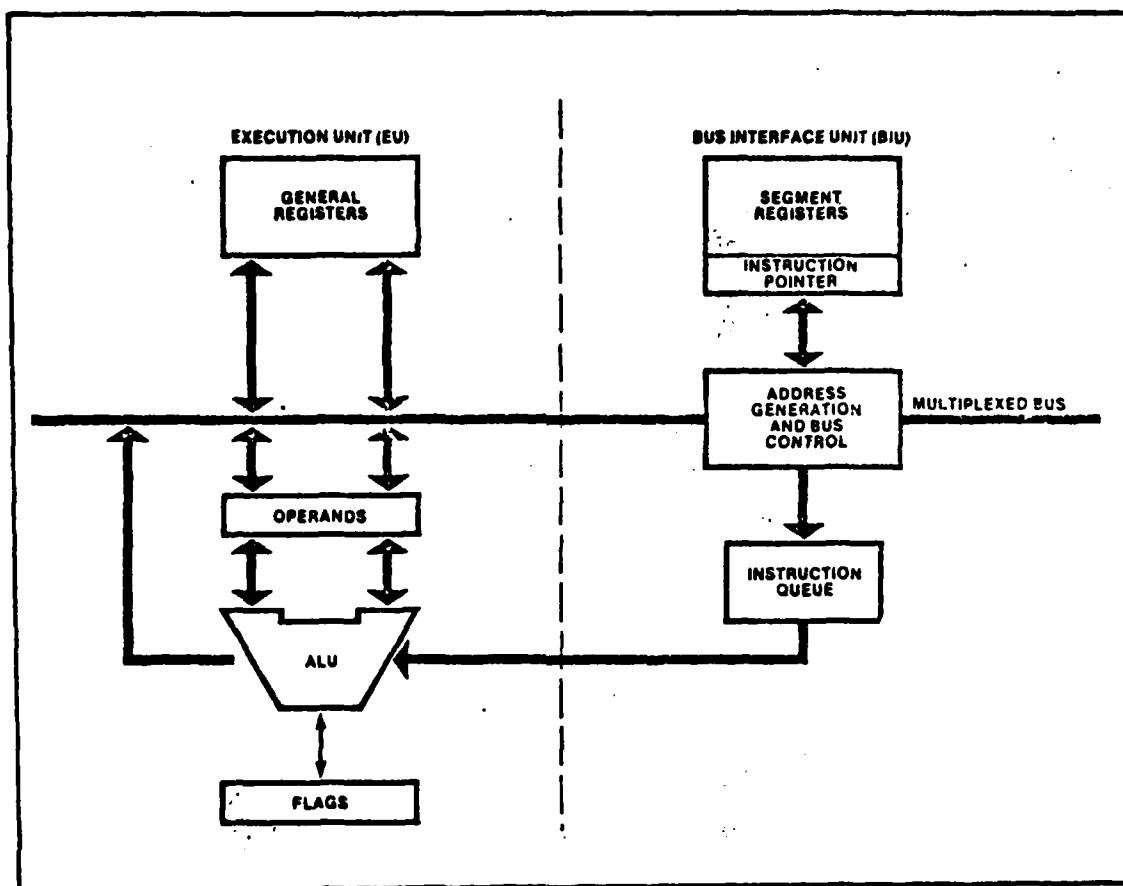 EXECUTION UNIT (EU)
GENERAL
REGISTERS
OPERANDS
ALU
FLAGS
BUS INTERFACE UNIT (BIU)
SEGMENT
REGISTERS
INSTRUCTION
POINTER
ADDRESS
GENERATION
AND BUS
CONTROL
MULTIPLEXED BUS
INSTRUCTION
QUEUE